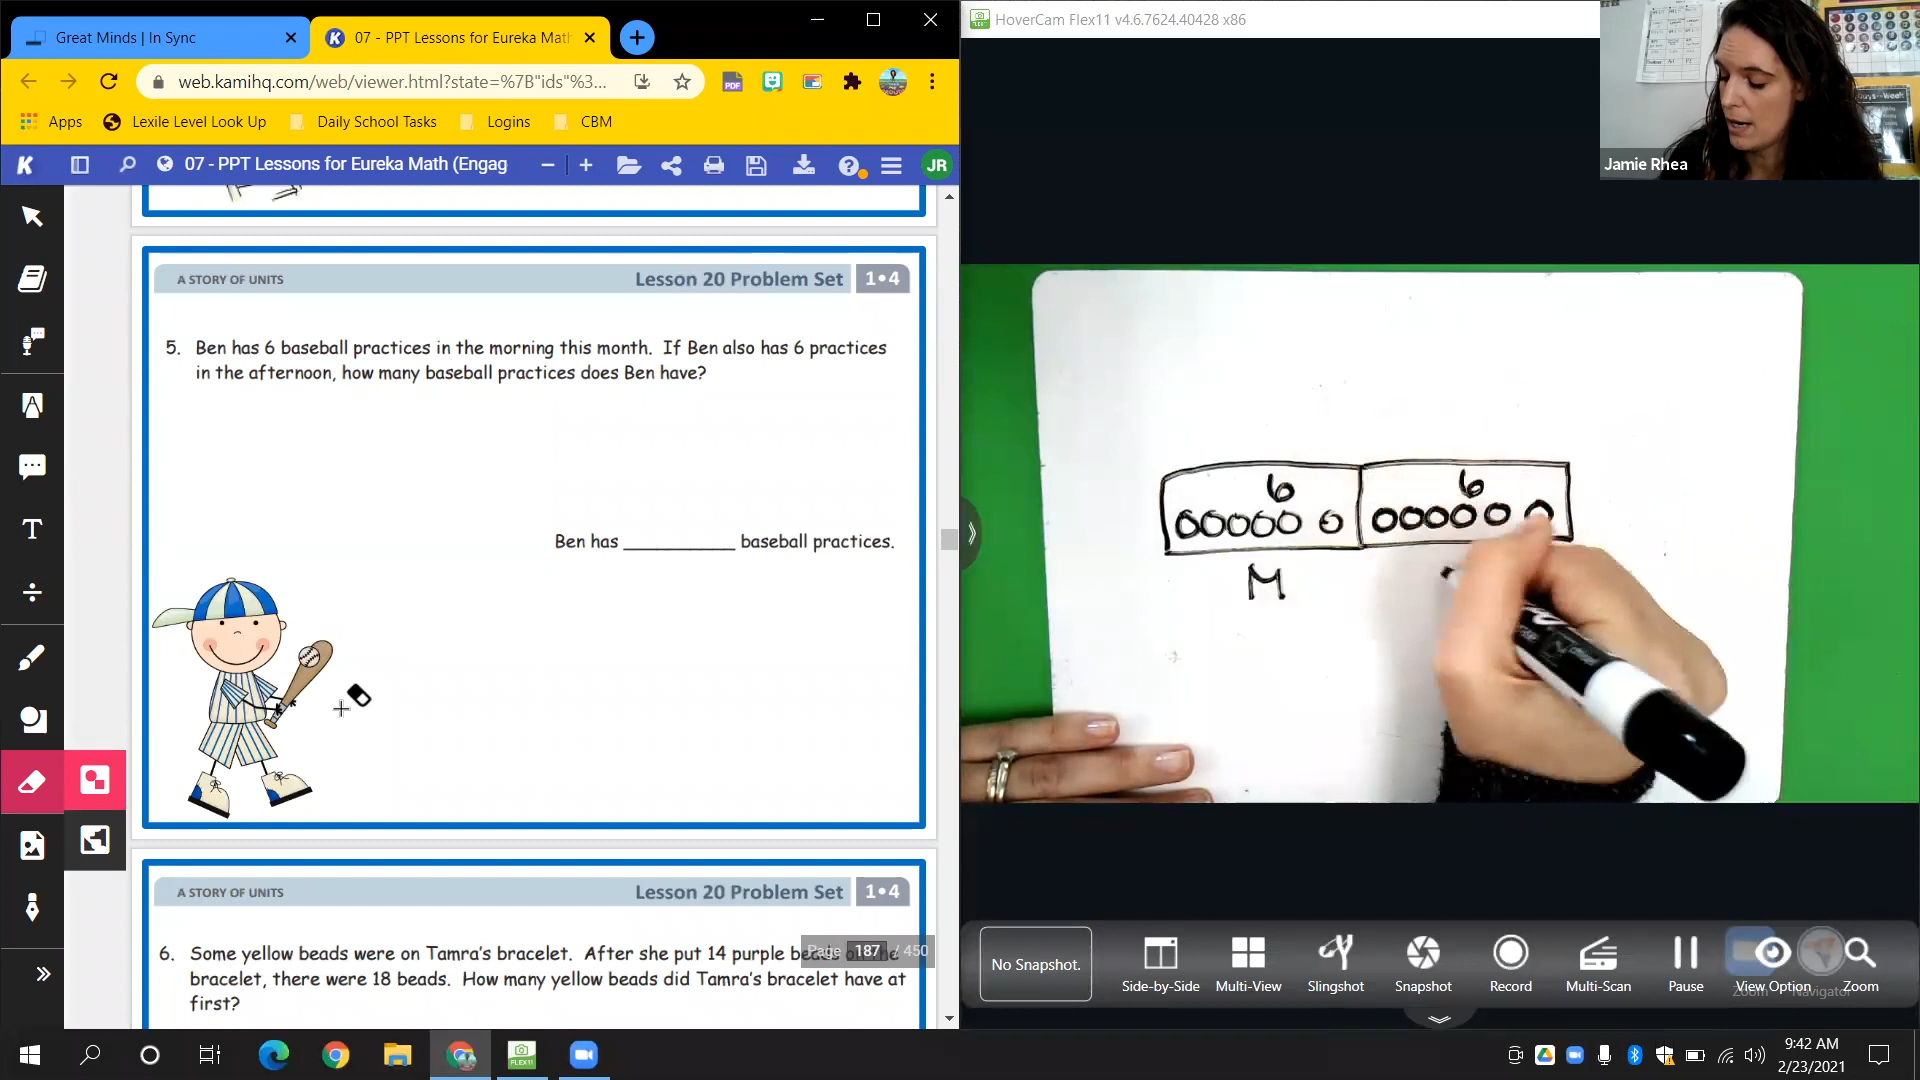 Great Minds | In Sync
07 - PPT Lessons for Eureka Math
HoverCam Flex11 v4.6.7624.40428 x86
web.kamihq.com/web/viewer.html?state=%7B"ids"%3...
PDF
Apps
Lexile Level Look Up
Daily School Tasks
Logins
CBM
Jamie Rhea
K
07 - PPT Lessons for Eureka Math (Engag
JR
A STORY OF UNITS
Lesson 20 Problem Set
1•4
5. Ben has 6 baseball practices in the morning this month. If Ben also has 6 practices
in the afternoon, how many baseball practices does Ben have?
Ben has __________ baseball practices.
6
6
M
A STORY OF UNITS
Lesson 20 Problem Set
1•4
6. Some yellow beads were on Tamra's bracelet. After she put 14 purple beads on the
bracelet, there were 18 beads. How many yellow beads did Tamra's bracelet have at
first?
Page 187 / 450
No Snapshot.
Side-by-Side
Multi-View
Slingshot
Snapshot
Record
Multi-Scan
Pause
View Option
Zoom
Zoom
Navigator
FLEX11
9:42 AM
2/23/2021